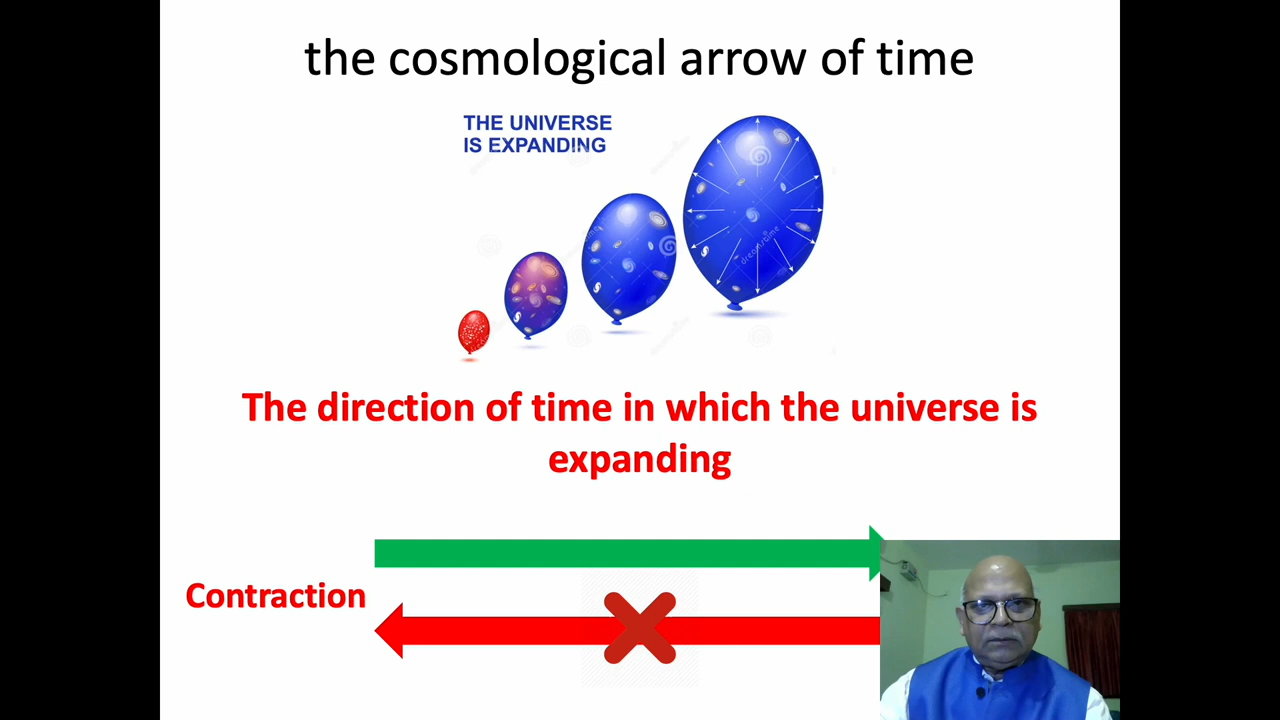 the cosmological arrow of time
THE UNIVERSE
IS EXPANDING
dreamstime
The direction of time in which the universe is
expanding
Contraction